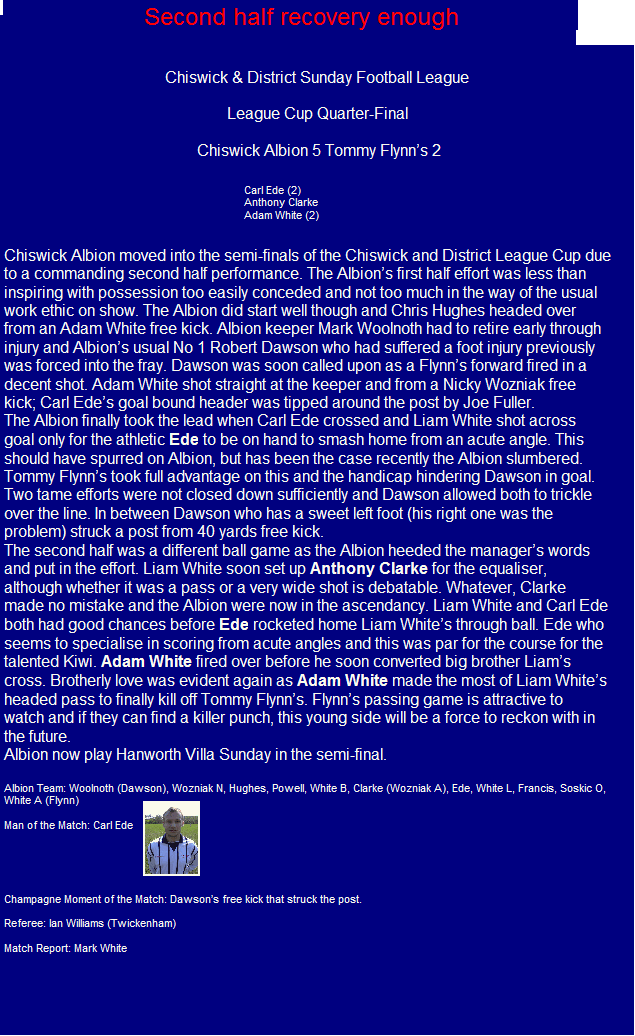 Second half recovery enough
Chiswick & District Sunday Football League
League Cup Quarter-Final
Chiswick Albion 5 Tommy Flynn’s 2
Carl Ede (2)
Anthony Clarke
Adam White (2)
Chiswick Albion moved into the semi-finals of the Chiswick and District League Cup due
to a commanding second half performance. The Albion’s first half effort was less than
inspiring with possession too easily conceded and not too much in the way of the usual
work ethic on show. The Albion did start well though and Chris Hughes headed over
from an Adam White free kick. Albion keeper Mark Woolnoth had to retire early through
injury and Albion’s usual No 1 Robert Dawson who had suffered a foot injury previously
was forced into the fray. Dawson was soon called upon as a Flynn’s forward fired in a
decent shot. Adam White shot straight at the keeper and from a Nicky Wozniak free
kick; Carl Ede’s goal bound header was tipped around the post by Joe Fuller.
The Albion finally took the lead when Carl Ede crossed and Liam White shot across
goal only for the athletic Ede to be on hand to smash home from an acute angle. This
should have spurred on Albion, but has been the case recently the Albion slumbered.
Tommy Flynn’s took full advantage on this and the handicap hindering Dawson in goal.
Two tame efforts were not closed down sufficiently and Dawson allowed both to trickle
over the line. In between Dawson who has a sweet left foot (his right one was the
problem) struck a post from 40 yards free kick.
The second half was a different ball game as the Albion heeded the manager’s words
and put in the effort. Liam White soon set up Anthony Clarke for the equaliser,
although whether it was a pass or a very wide shot is debatable. Whatever, Clarke
made no mistake and the Albion were now in the ascendancy. Liam White and Carl Ede
both had good chances before Ede rocketed home Liam White’s through ball. Ede who
seems to specialise in scoring from acute angles and this was par for the course for the
talented Kiwi. Adam White fired over before he soon converted big brother Liam’s
cross. Brotherly love was evident again as Adam White made the most of Liam White’s
headed pass to finally kill off Tommy Flynn’s. Flynn’s passing game is attractive to
watch and if they can find a killer punch, this young side will be a force to reckon with in
the future.
Albion now play Hanworth Villa Sunday in the semi-final.
Albion Team: Woolnoth (Dawson), Wozniak N, Hughes, Powell, White B, Clarke (Wozniak A), Ede, White L, Francis, Soskic O,
White A (Flynn)
Man of the Match: Carl Ede
Champagne Moment of the Match: Dawson's free kick that struck the post.
Referee: Ian Williams (Twickenham)
Match Report: Mark White